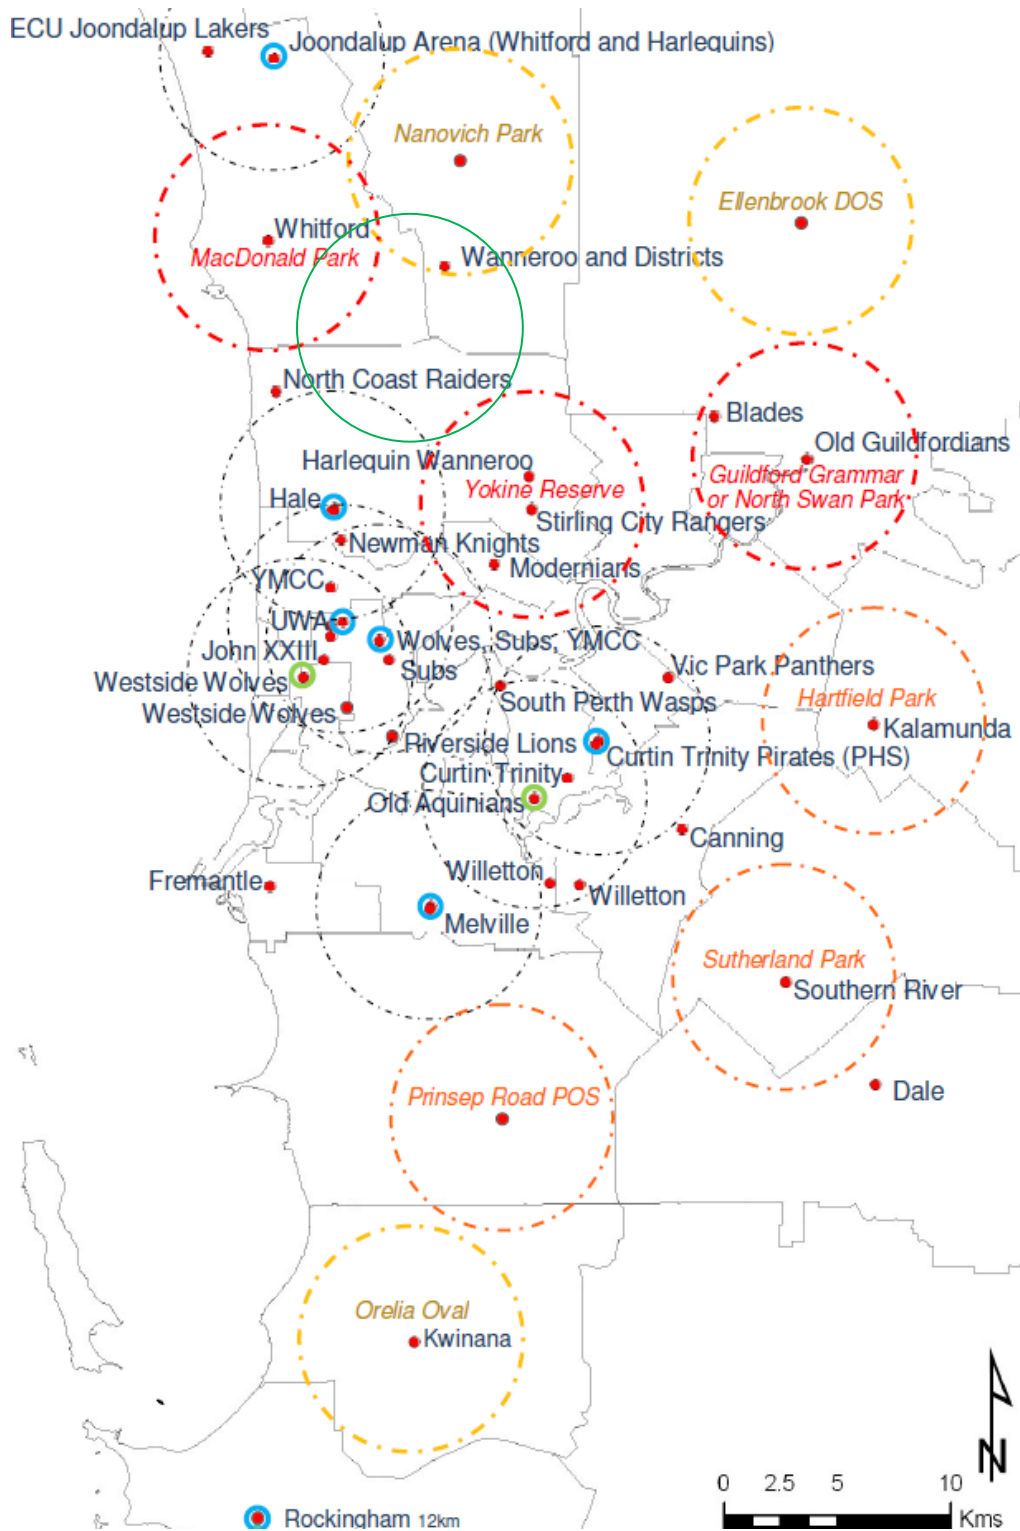 ECU Joondalup Lakers
Joondalup Arena (Whitford and Harlequins)
Nanovich Park
Ellenbrook DOS
Whitford
MacDonald Park
Wanneroo and Districts
North Coast Raiders
Blades
Old Guildfordians
Harlequin Wanneroo
Guildford Grammar
or North Swan Park
Yokine Reserve
Hale
Stirling City Rangers
Newman Knights
Modernians
YMCC
UWA
Wolves, Subs, YMCC
John XXIII
Subs
Vic Park Panthers
Westside Wolves
South Perth Wasps
Hartfield Park
Westside Wolves
Kalamunda
Riverside Lions
Curtin Trinity Pirates (PHS)
Curtin Trinity
Old Aquinians
Canning
Willetton
Fremantle
Willetton
Melville
Sutherland Park
Southern River
Dale
Prinsep Road POS
Orelia Oval
Kwinana
N
0 2.5 5 10
Kms
Rockingham 12km